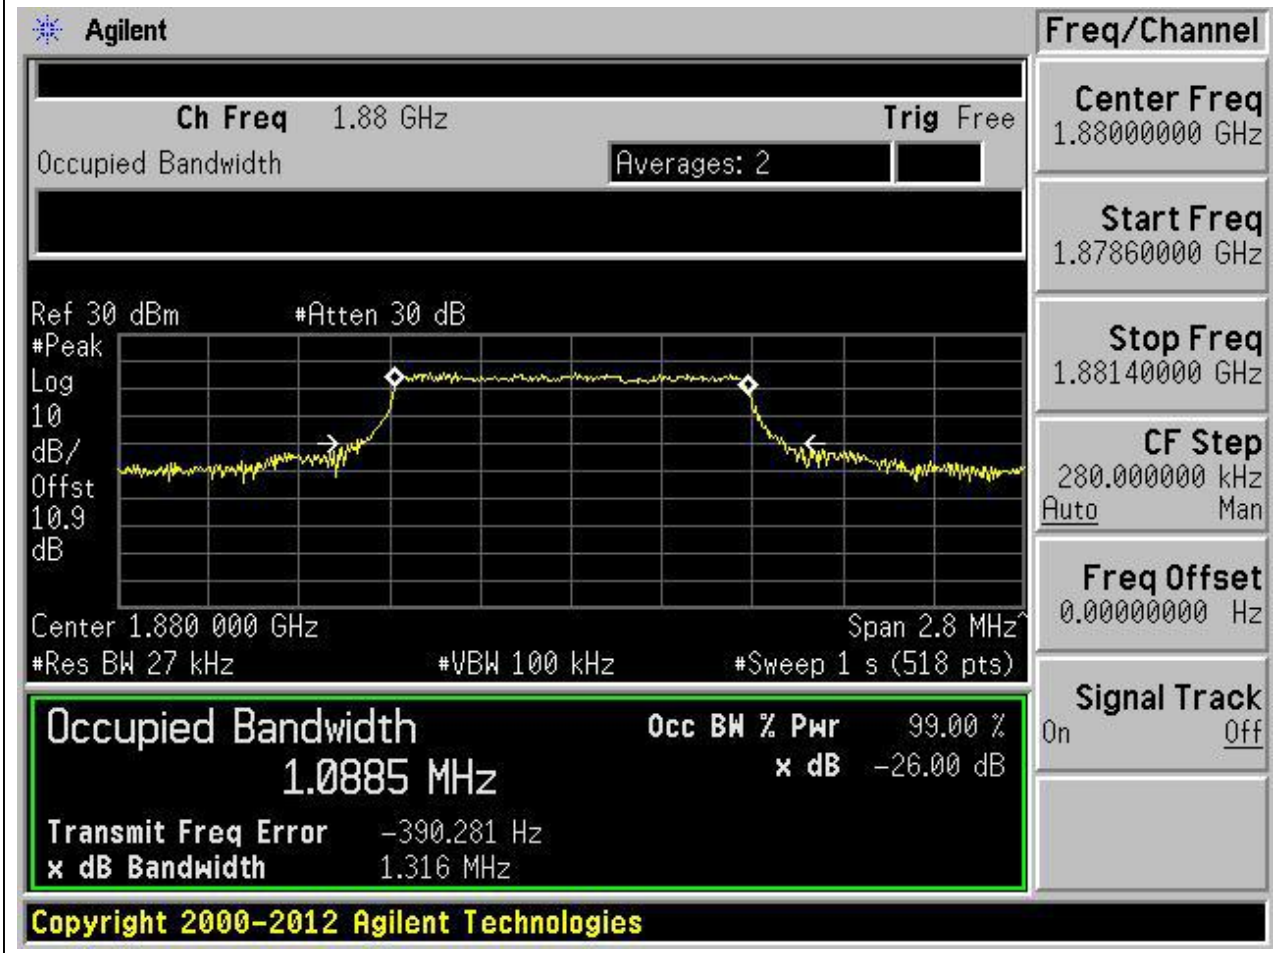 Agilent
Freq/Channel
Ch Freq 1.88 GHz Trig Free
Occupied Bandwidth Averages: 2
Center Freq
1.88000000 GHz
Start Freq
1.87860000 GHz
Stop Freq
1.88140000 GHz
CF Step
280.000000 kHz
Auto Man
Freq Offset
0.00000000 Hz
Signal Track
On Off
Ref 30 dBm #Atten 30 dB
#Peak
Log
10
dB/
Offst
10.9
dB
Center 1.880 000 GHz Span 2.8 MHz^
#Res BW 27 kHz #VBW 100 kHz #Sweep 1 s (518 pts)
Occupied Bandwidth Occ BW % Pwr 99.00 %
1.0885 MHz x dB -26.00 dB
Transmit Freq Error -390.281 Hz
x dB Bandwidth 1.316 MHz
Copyright 2000-2012 Agilent Technologies